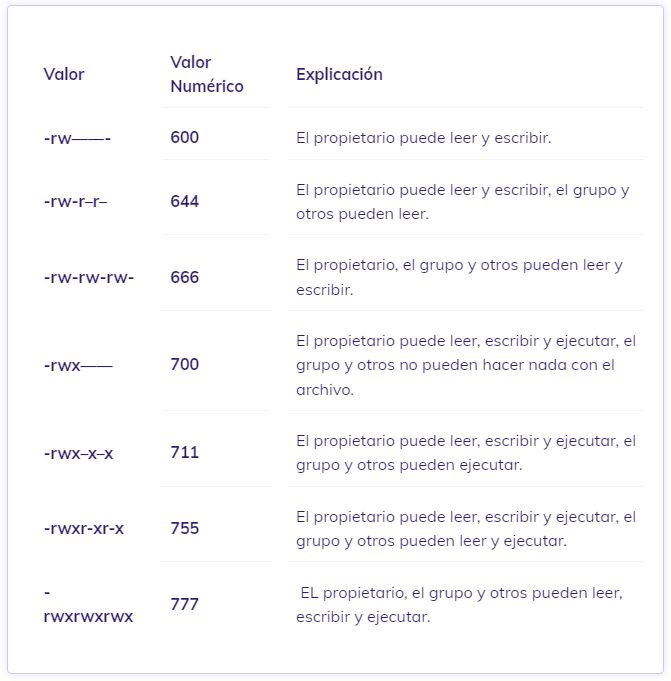 Valor Valor Numérico Explicación
-rw——- 600 El propietario puede leer y escribir.
-rw-r–r– 644 El propietario puede leer y escribir, el grupo y
otros pueden leer.
-rw-rw-rw- 666 El propietario, el grupo y otros pueden leer y
escribir.
-rwx—— 700 El propietario puede leer, escribir y ejecutar, el
grupo y otros no pueden hacer nada con el
archivo.
-rwx–x–x 711 El propietario puede leer, escribir y ejecutar, el
grupo y otros pueden ejecutar.
-rwxr-xr-x 755 El propietario puede leer, escribir y ejecutar, el
grupo y otros pueden leer y ejecutar.
-
rwxrwxrwx 777 EL propietario, el grupo y otros pueden leer,
escribir y ejecutar.